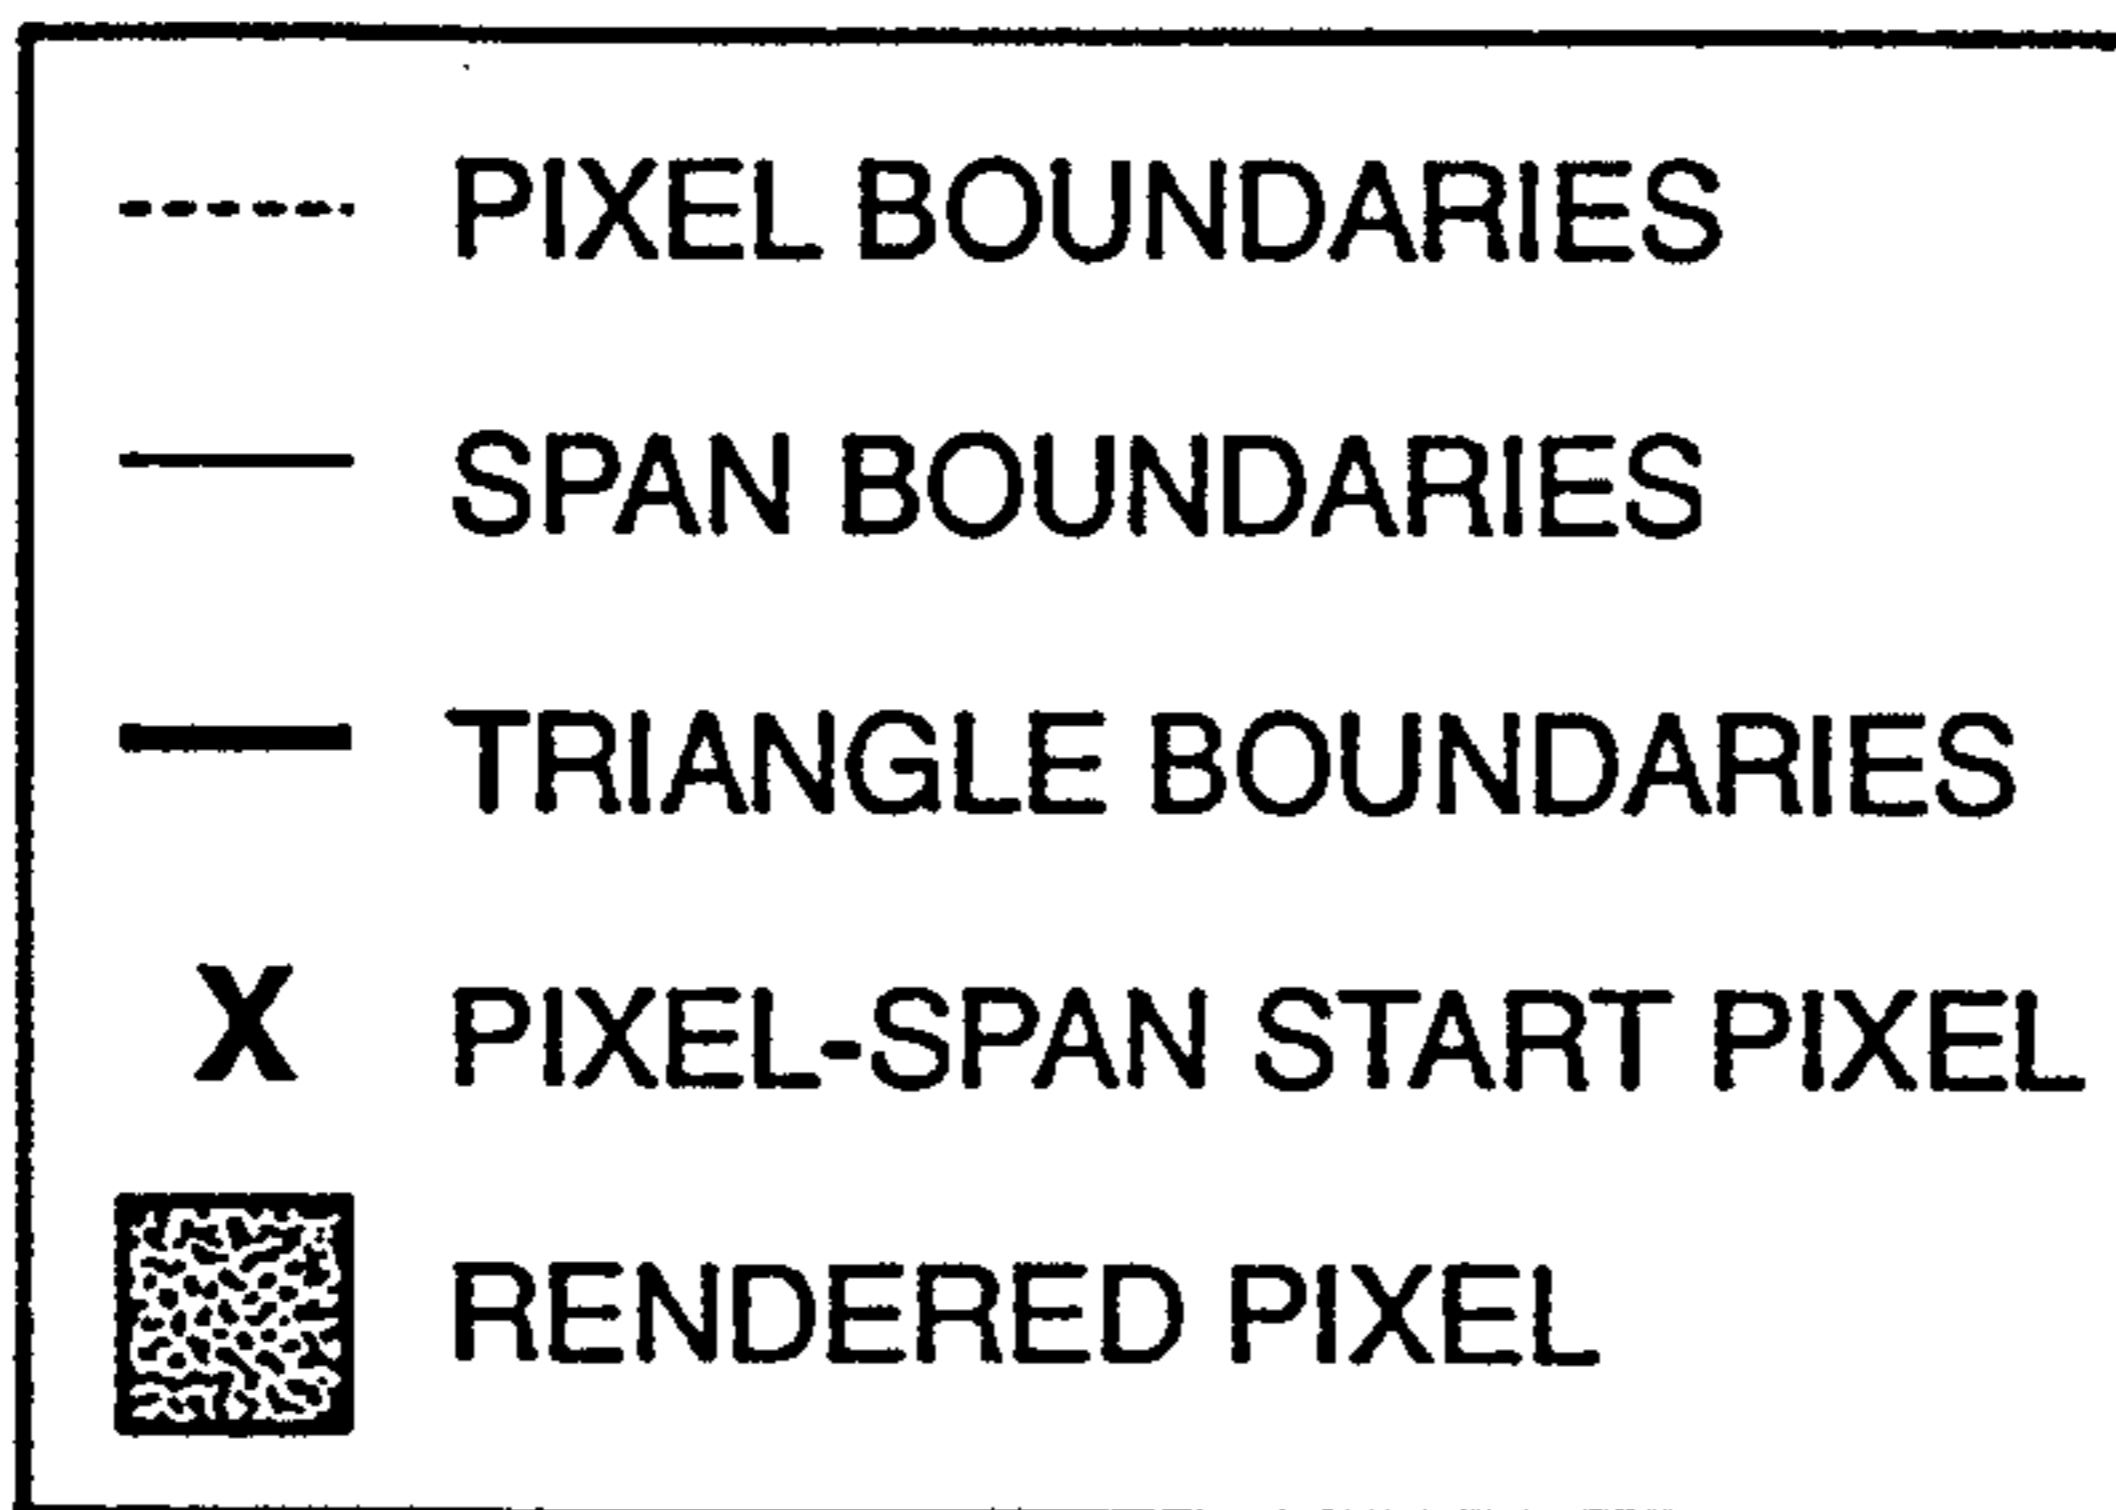 PIXEL BOUNDARIES
SPAN BOUNDARIES
TRIANGLE BOUNDARIES
X PIXEL-SPAN START PIXEL
RENDERED PIXEL